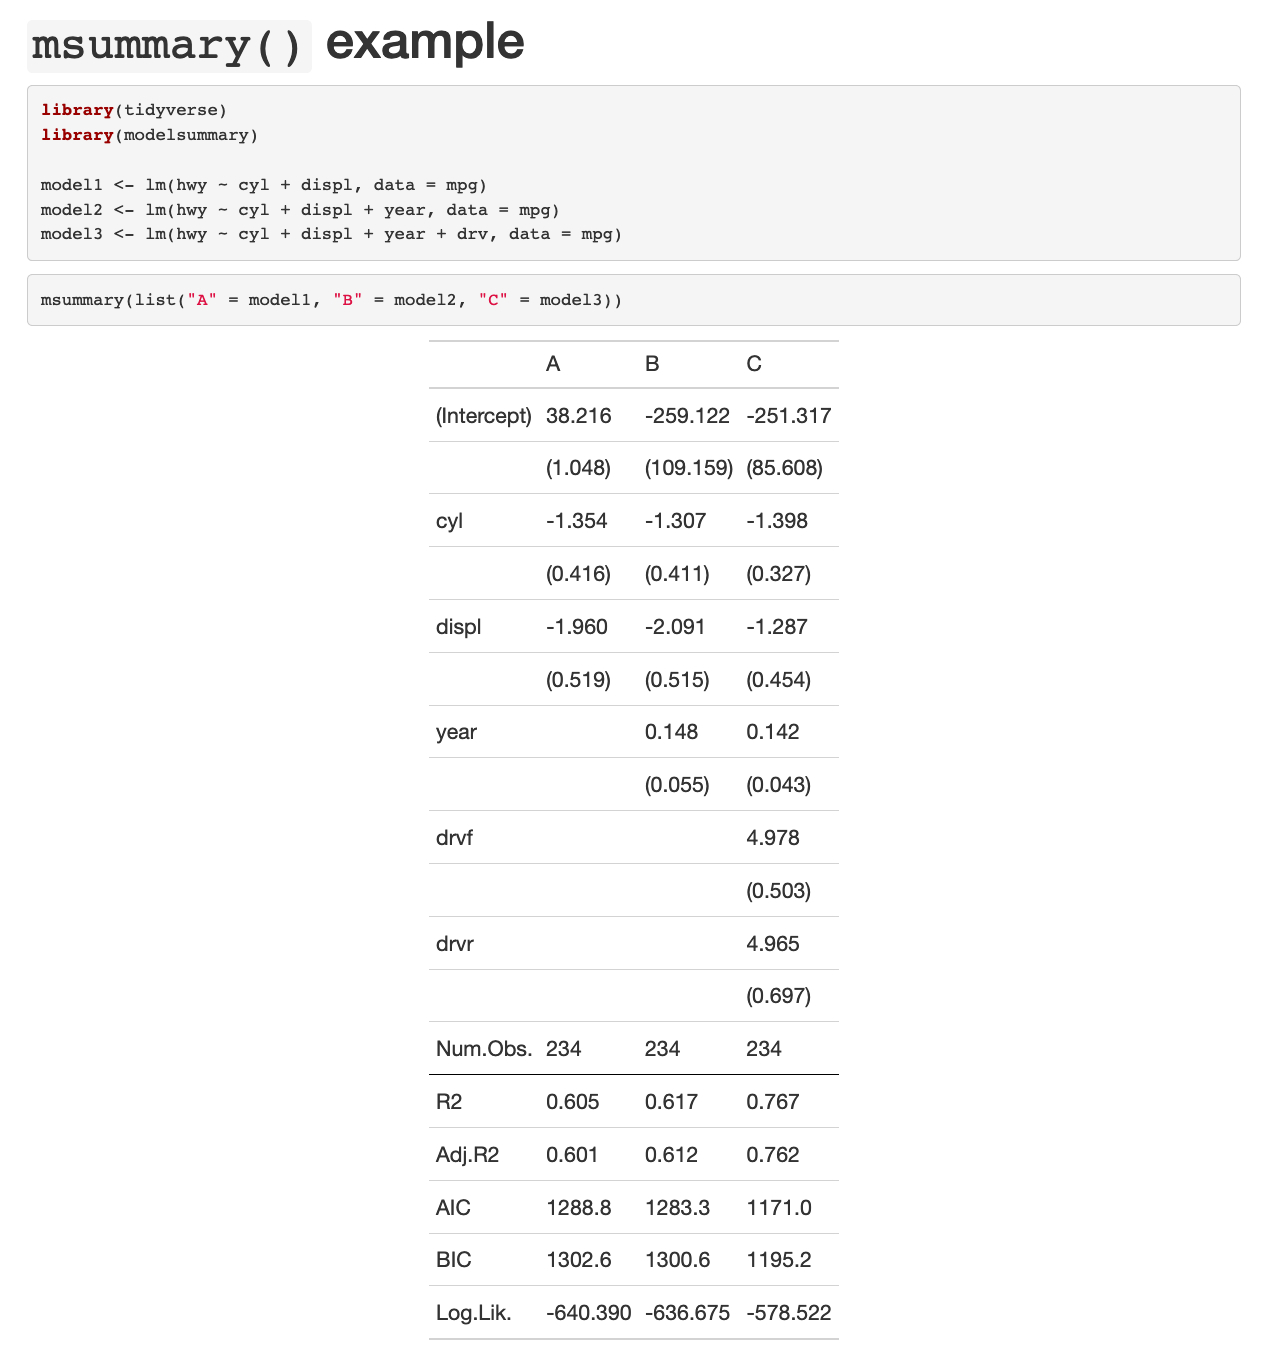 msummary() example
library(tidyverse)
library(modelsummary)
model1 <- lm(hwy ~ cyl + displ, data = mpg)
model2 <- lm(hwy ~ cyl + displ + year, data = mpg)
model3 <- lm(hwy ~ cyl + displ + year + drv, data = mpg)
msummary(list("A" = model1, "B" = model2, "C" = model3))
A B C
(Intercept) 38.216 -259.122 -251.317
(1.048) (109.159) (85.608)
cyl -1.354 -1.307 -1.398
(0.416) (0.411) (0.327)
displ -1.960 -2.091 -1.287
(0.519) (0.515) (0.454)
year 0.148 0.142
(0.055) (0.043)
drvf 4.978
(0.503)
drvr 4.965
(0.697)
Num.Obs. 234 234 234
R2 0.605 0.617 0.767
Adj.R2 0.601 0.612 0.762
AIC 1288.8 1283.3 1171.0
BIC 1302.6 1300.6 1195.2
Log.Lik. -640.390 -636.675 -578.522